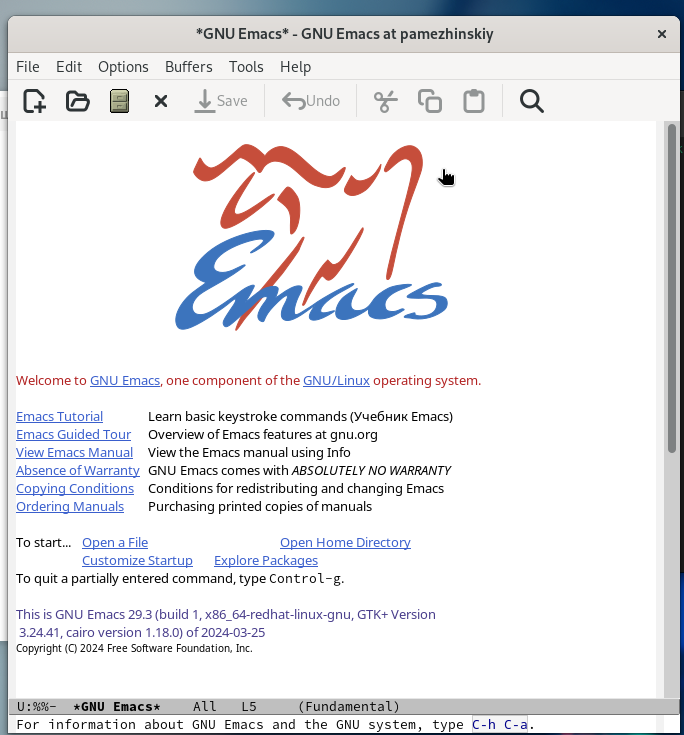 *GNU Emacs* - GNU Emacs at pamezhinskiy
File Edit Options Buffers Tools Help
Save Undo
Emacs
Welcome to GNU Emacs, one component of the GNU/Linux operating system.
Emacs Tutorial Learn basic keystroke commands (Учебник Emacs)
Emacs Guided Tour Overview of Emacs features at gnu.org
View Emacs Manual View the Emacs manual using Info
Absence of Warranty GNU Emacs comes with ABSOLUTELY NO WARRANTY
Copying Conditions Conditions for redistributing and changing Emacs
Ordering Manuals Purchasing printed copies of manuals
To start... Open a File Open Home Directory
Customize Startup Explore Packages
To quit a partially entered command, type Control-g.
This is GNU Emacs 29.3 (build 1, x86_64-redhat-linux-gnu, GTK+ Version
3.24.41, cairo version 1.18.0) of 2024-03-25
Copyright (C) 2024 Free Software Foundation, Inc.
U:%%- *GNU Emacs* All L5 (Fundamental)
For information about GNU Emacs and the GNU system, type C-h C-a.